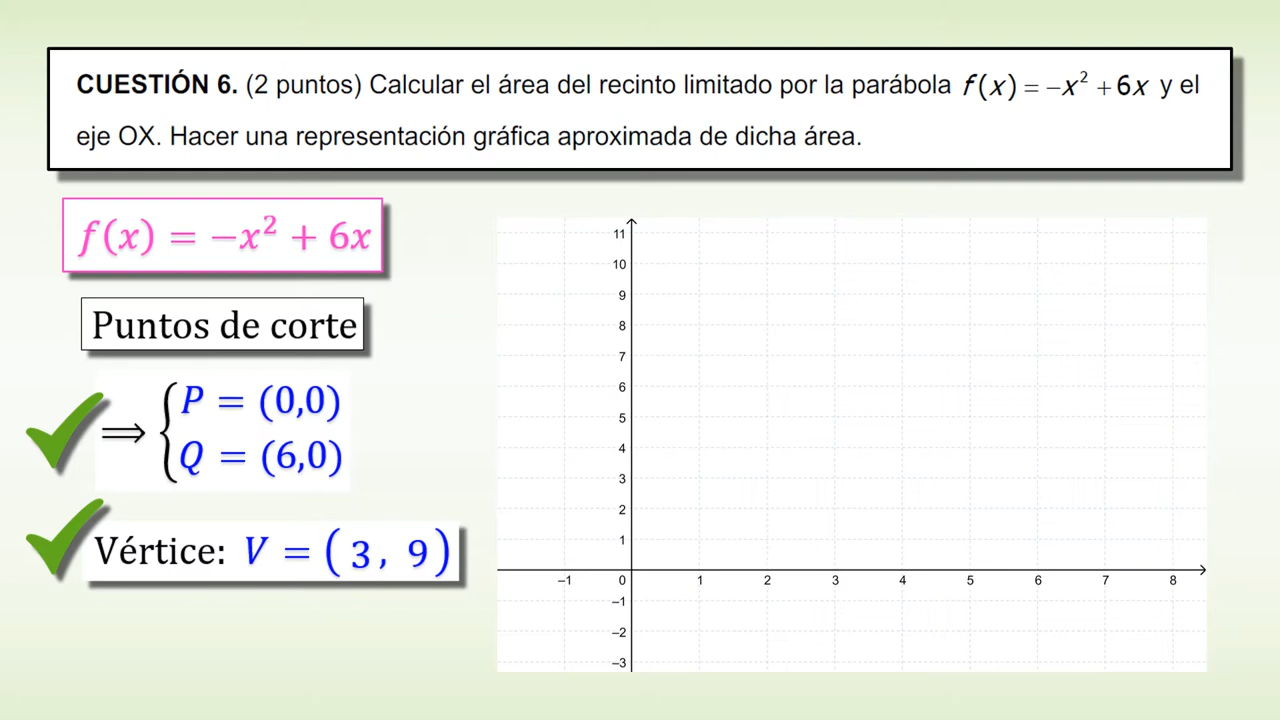 CUESTIÓN 6. (2 puntos) Calcular el área del recinto limitado por la parábola f(x) = −x² + 6x y el
eje OX. Hacer una representación gráfica aproximada de dicha área.
f(x) = −x² + 6x
Puntos de corte
⟹ { P = (0,0)
Q = (6,0)
Vértice: V = ( 3 , 9 )
11
10
9
8
7
6
5
4
3
2
1
−1 0 1 2 3 4 5 6 7 8
−1
−2
−3